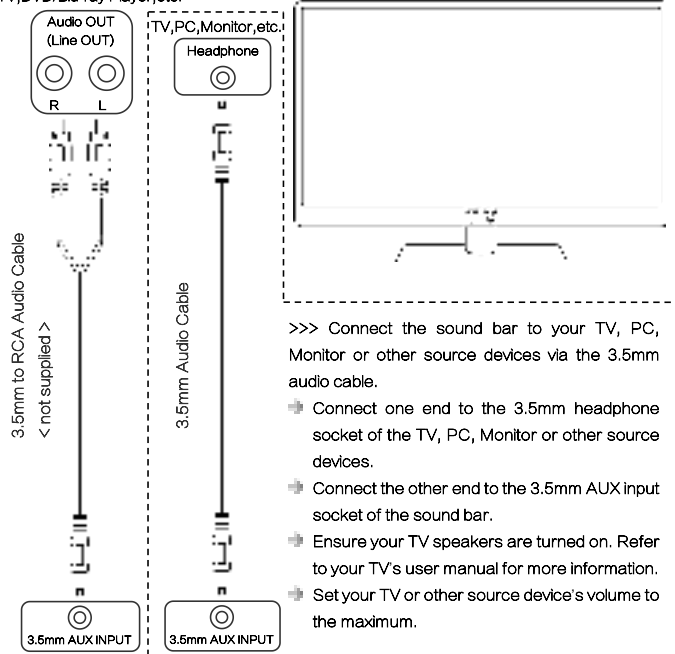 Audio OUT
(Line OUT)
R L
3.5mm to RCA Audio Cable
< not supplied >
3.5mm AUX INPUT
TV,PC,Monitor,etc.
Headphone
3.5mm Audio Cable
3.5mm AUX INPUT
>>> Connect the sound bar to your TV, PC,
Monitor or other source devices via the 3.5mm
audio cable.
Connect one end to the 3.5mm headphone
socket of the TV, PC, Monitor or other source
devices.
Connect the other end to the 3.5mm AUX input
socket of the sound bar.
Ensure your TV speakers are turned on. Refer
to your TV's user manual for more information.
Set your TV or other source device's volume to
the maximum.